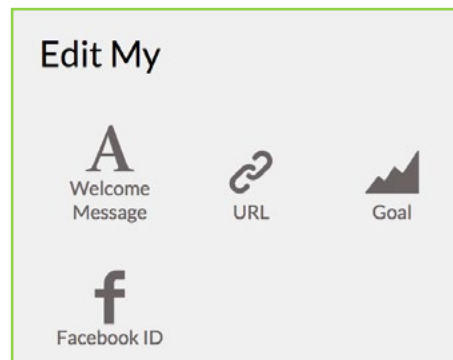 Edit My
A
Welcome
Message
URL
Goal
f
Facebook ID